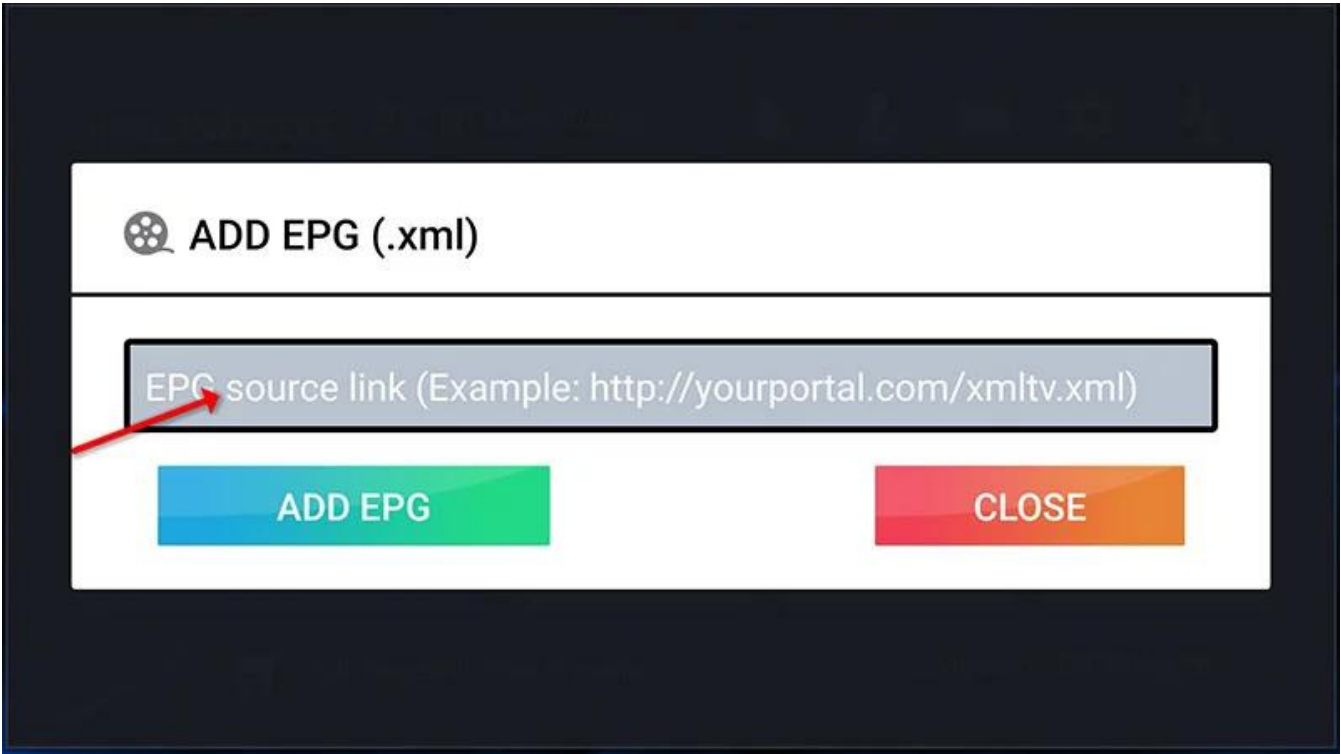 ADD EPG (.xml)
EPG source link (Example: http://yourportal.com/xmltv.xml)
ADD EPG
CLOSE